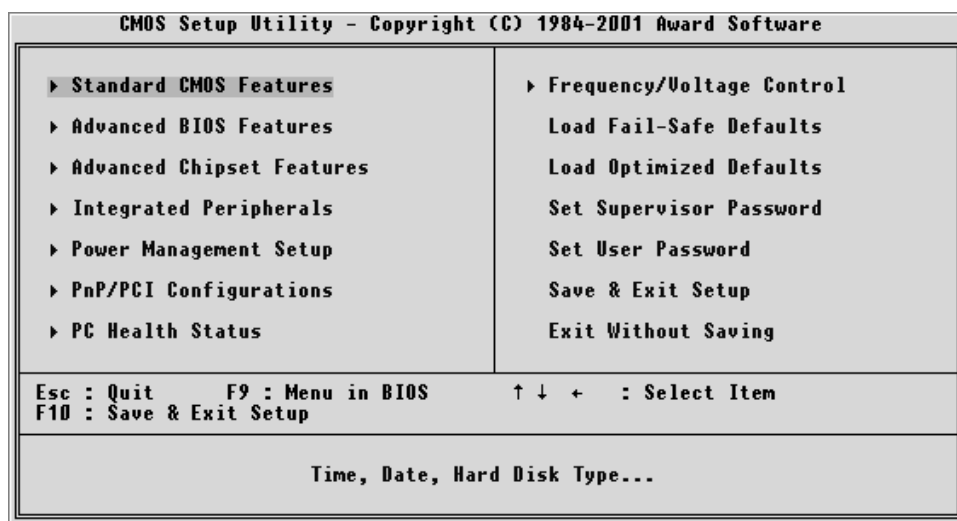 CMOS Setup Utility - Copyright (C) 1984-2001 Award Software
▸ Standard CMOS Features
▸ Advanced BIOS Features
▸ Advanced Chipset Features
▸ Integrated Peripherals
▸ Power Management Setup
▸ PnP/PCI Configurations
▸ PC Health Status
▸ Frequency/Voltage Control
Load Fail-Safe Defaults
Load Optimized Defaults
Set Supervisor Password
Set User Password
Save & Exit Setup
Exit Without Saving
Esc : Quit F9 : Menu in BIOS ↑ ↓ ← : Select Item
F10 : Save & Exit Setup
Time, Date, Hard Disk Type...